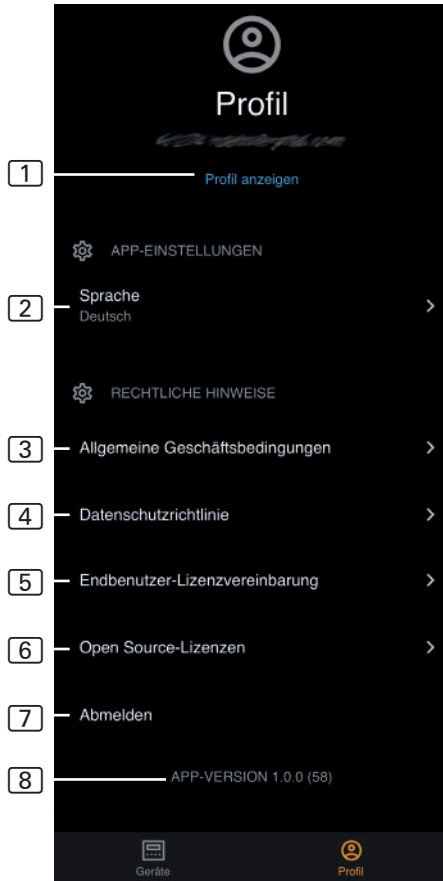 Profil
1 Profil anzeigen
APP-EINSTELLUNGEN
2 Sprache
Deutsch
RECHTLICHE HINWEISE
3 Allgemeine Geschäftsbedingungen
4 Datenschutzrichtlinie
5 Endbenutzer-Lizenzvereinbarung
6 Open Source-Lizenzen
7 Abmelden
8 APP-VERSION 1.0.0 (58)
Geräte Profil